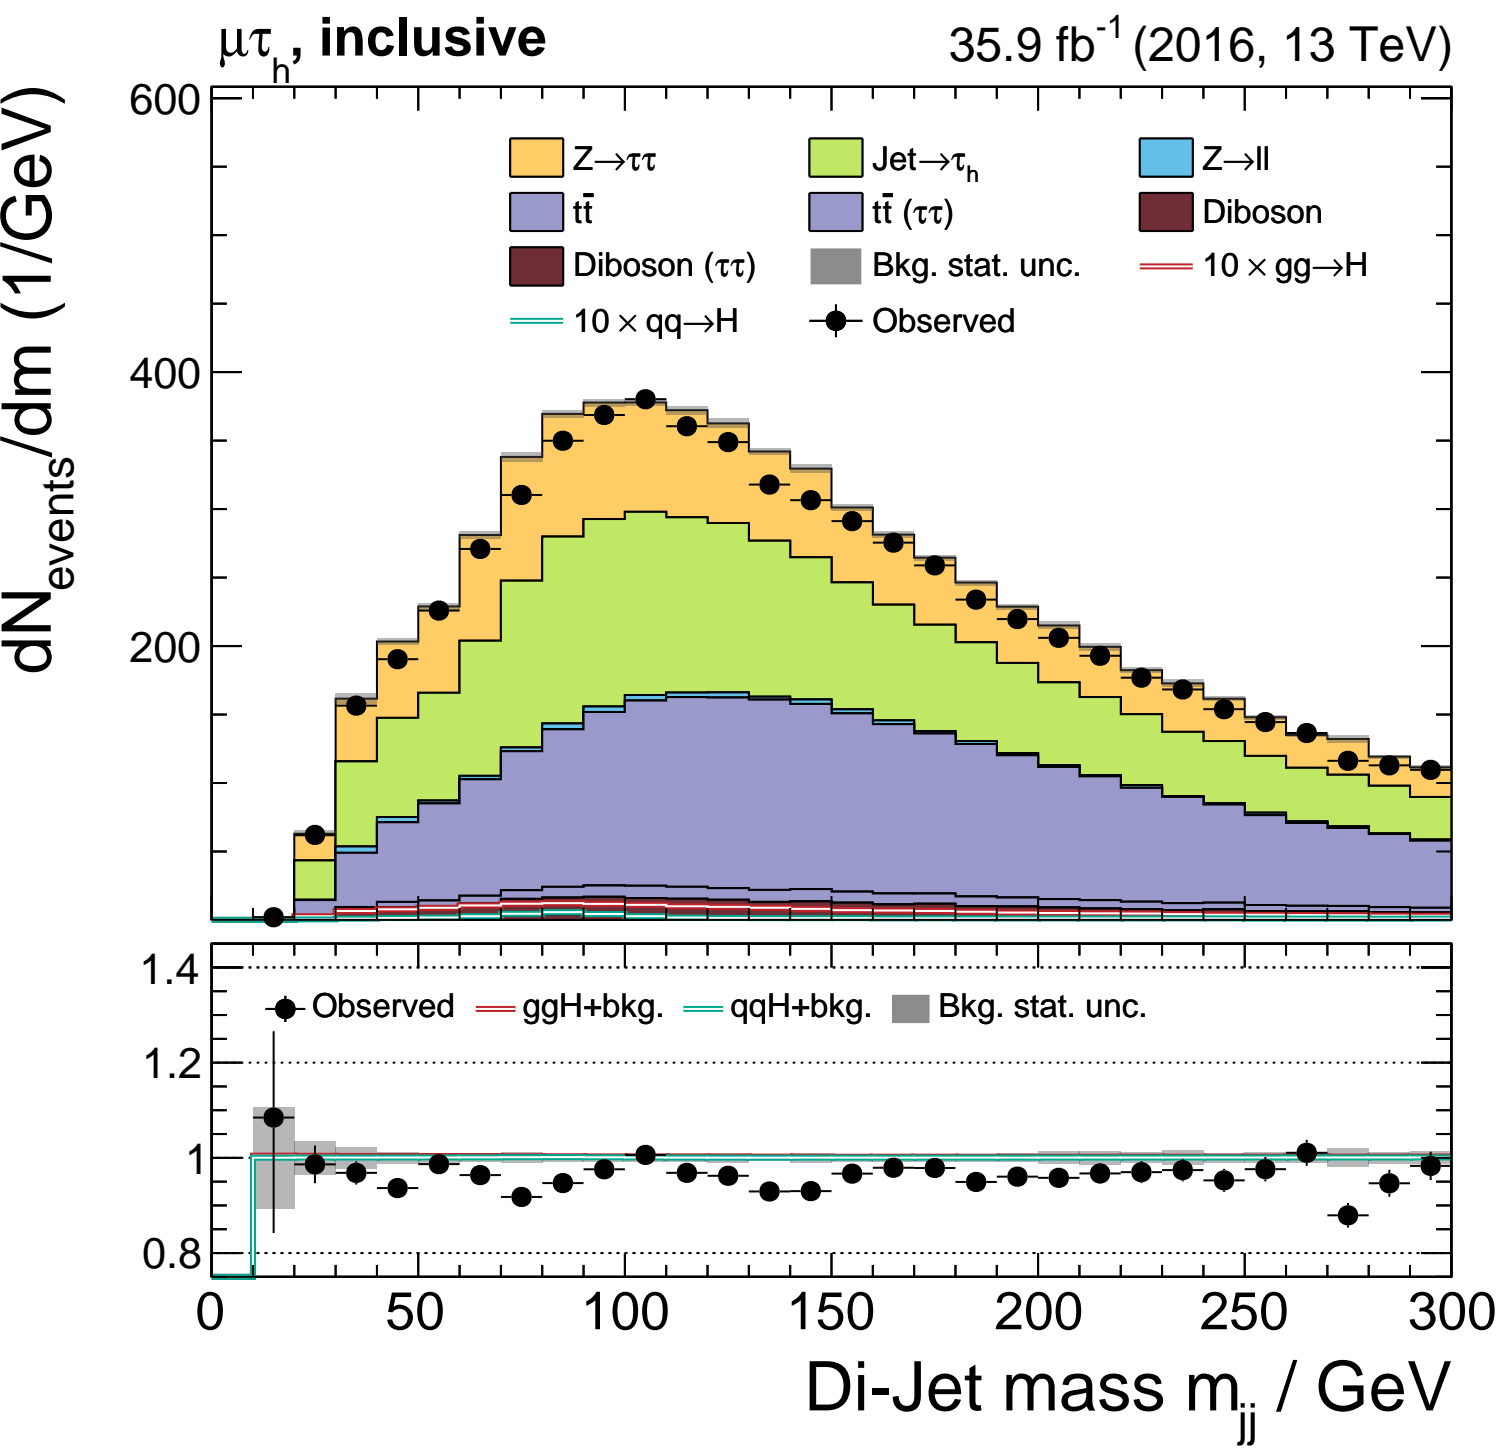 μτₕ, inclusive 35.9 fb⁻¹ (2016, 13 TeV)
dN_events/dm (1/GeV)
600
400
200
Z→ττ Jet→τₕ Z→ll
tt̄ tt̄ (ττ) Diboson
Diboson (ττ) Bkg. stat. unc. 10 × gg→H
10 × qq→H Observed
1.4
1.2
1
0.8
Observed ggH+bkg. qqH+bkg. Bkg. stat. unc.
0 50 100 150 200 250 300
Di-Jet mass m_jj / GeV